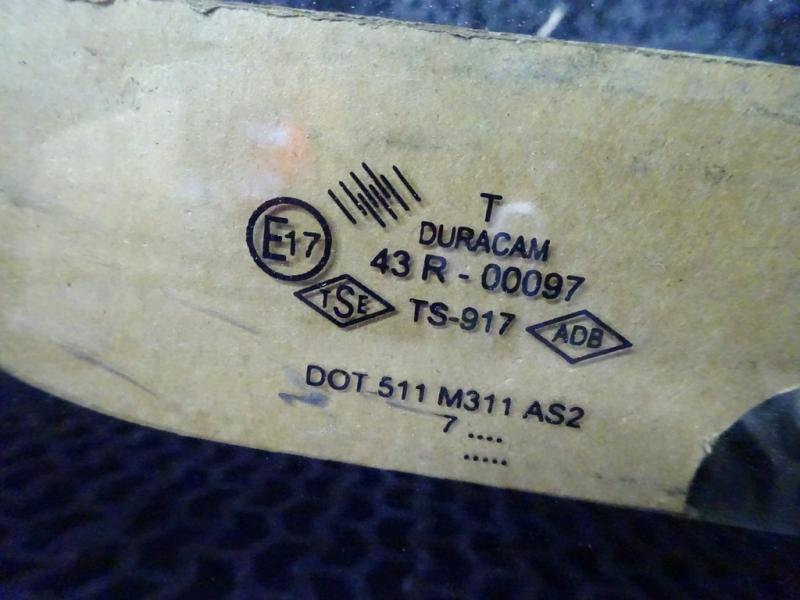 T
DURACAM
E17 43 R - 00097
TSE TS-917 ADB
DOT 511 M311 AS2
7 ....
.....